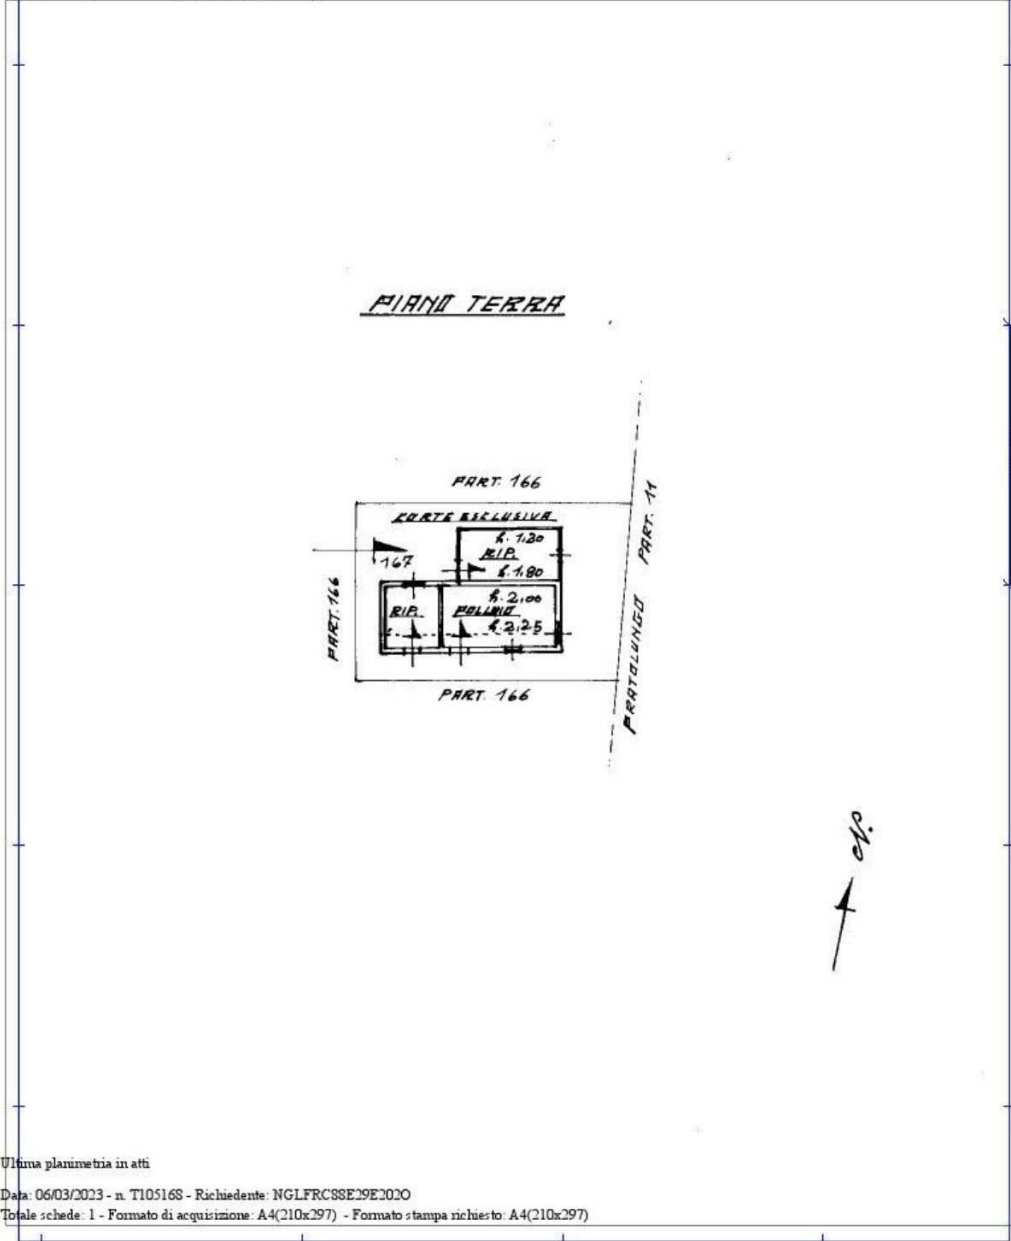 PIANO TERRA
PART. 166
CORTE ESCLUSIVA
h. 1,30
RIP.
167
h. 1,80
h. 2,00
RIP.
POLLAIO
h. 2,25
PART. 166
PART. 166
PRATOLUNGO PART. 11
N.
Ultima planimetria in atti
Data: 06/03/2023 - n. T105168 - Richiedente: NGLFRC88E29E202O
Totale schede: 1 - Formato di acquisizione: A4(210x297) - Formato stampa richiesto: A4(210x297)